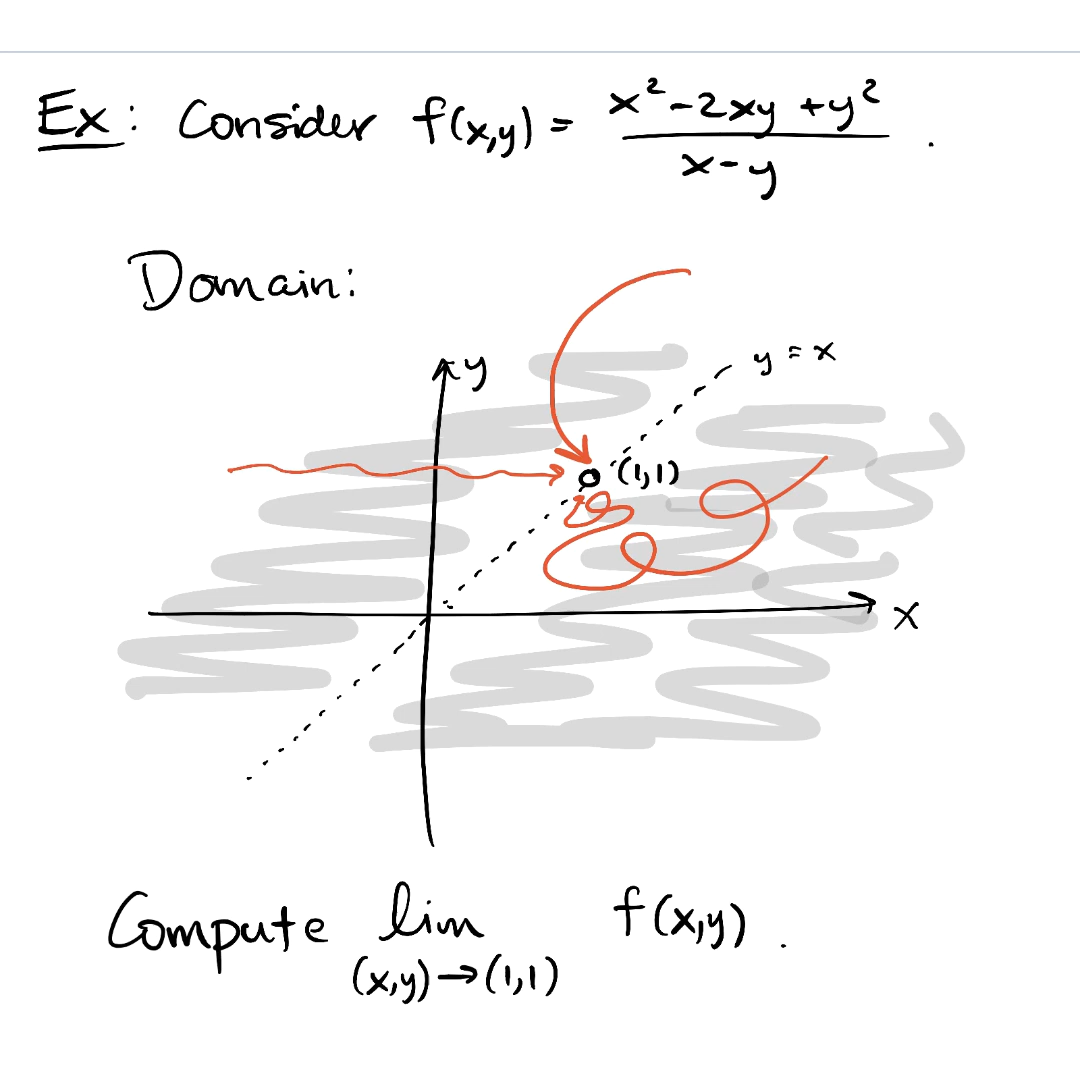 Ex: Consider f(x,y) = (x²-2xy+y²)/(x-y).
Domain:
y = x
y
(1,1)
x
Compute lim f(x,y).
(x,y)→(1,1)